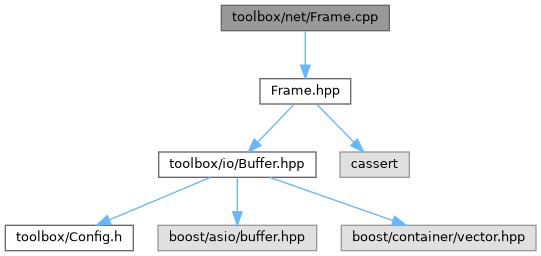 toolbox/net/Frame.cpp
Frame.hpp
toolbox/io/Buffer.hpp
cassert
toolbox/Config.h
boost/asio/buffer.hpp
boost/container/vector.hpp